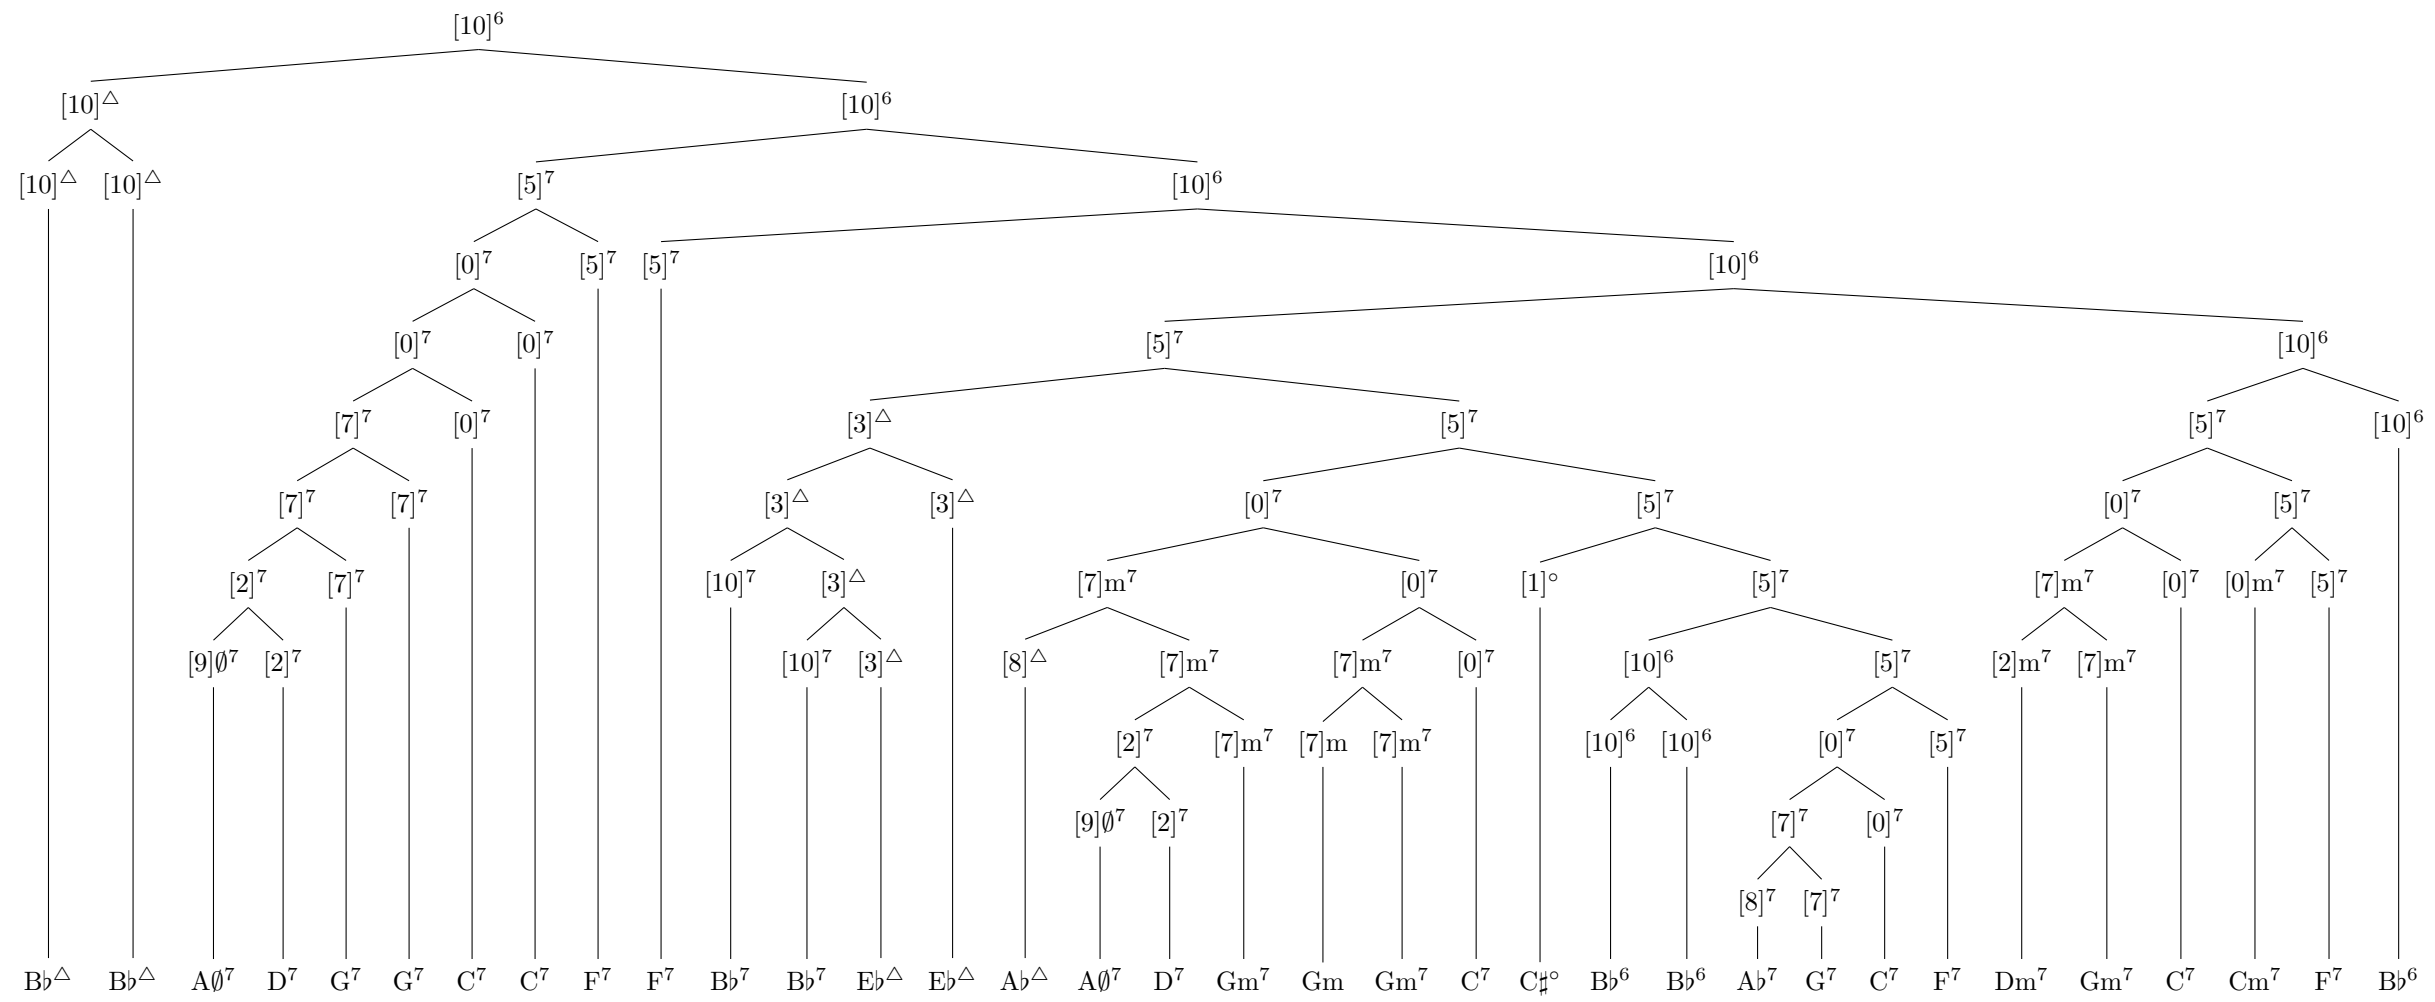 [10]⁶
[10]△ [10]⁶
[10]△ [10]△ [5]⁷ [10]⁶
[0]⁷ [5]⁷ [5]⁷ [10]⁶
[0]⁷ [0]⁷ [5]⁷ [10]⁶
[7]⁷ [0]⁷ [3]△ [5]⁷ [5]⁷ [10]⁶
[7]⁷ [7]⁷ [3]△ [3]△ [0]⁷ [5]⁷ [0]⁷ [5]⁷
[2]⁷ [7]⁷ [10]⁷ [3]△ [7]m⁷ [0]⁷ [1]° [5]⁷ [7]m⁷ [0]⁷ [0]m⁷ [5]⁷
[9]∅⁷ [2]⁷ [10]⁷ [3]△ [8]△ [7]m⁷ [7]m⁷ [0]⁷ [10]⁶ [5]⁷ [2]m⁷ [7]m⁷
[2]⁷ [7]m⁷ [7]m [7]m⁷ [10]⁶ [10]⁶ [0]⁷ [5]⁷
[9]∅⁷ [2]⁷ [7]⁷ [0]⁷
[8]⁷ [7]⁷
B♭△ B♭△ A∅⁷ D⁷ G⁷ G⁷ C⁷ C⁷ F⁷ F⁷ B♭⁷ B♭⁷ E♭△ E♭△ A♭△ A∅⁷ D⁷ Gm⁷ Gm Gm⁷ C⁷ C♯° B♭⁶ B♭⁶ A♭⁷ G⁷ C⁷ F⁷ Dm⁷ Gm⁷ C⁷ Cm⁷ F⁷ B♭⁶